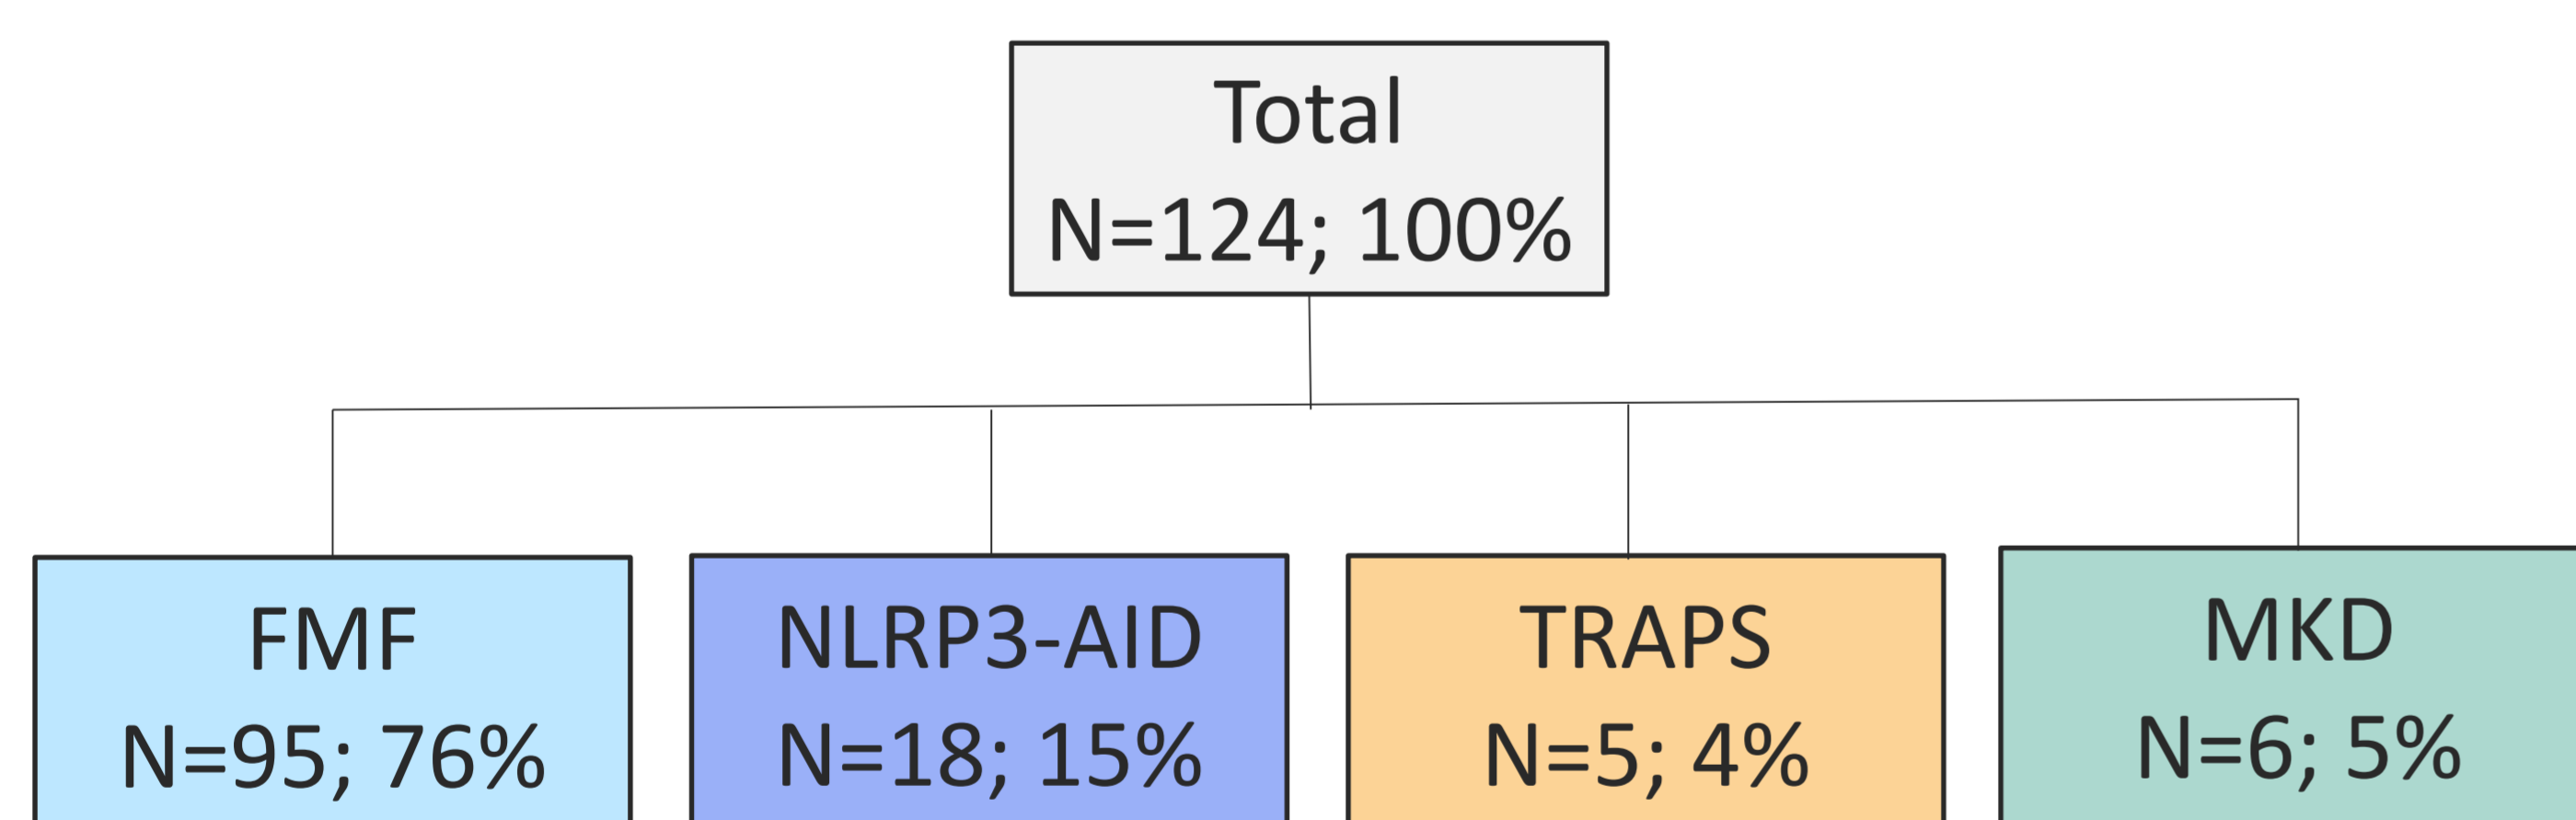 Total
N=124; 100%
FMF
N=95; 76%
NLRP3-AID
N=18; 15%
TRAPS
N=5; 4%
MKD
N=6; 5%